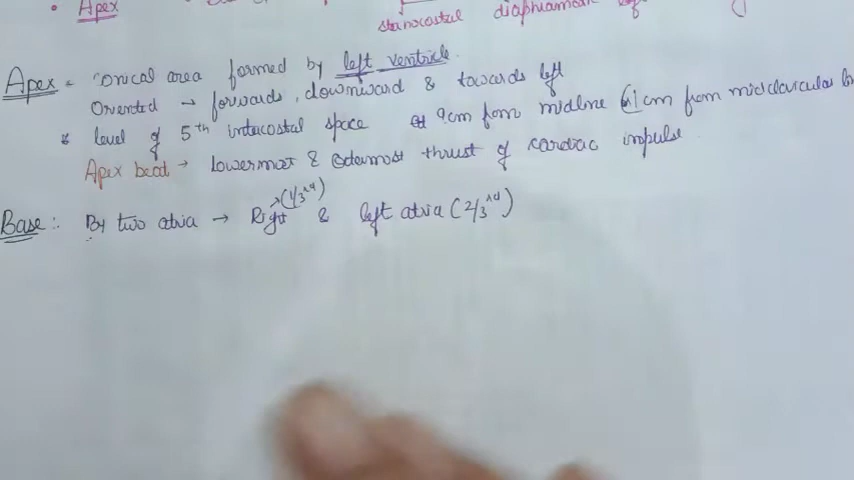 • Apex
sternocostal diaphramatic
Apex = conical area formed by left ventricle.
Oriented → forwards, downward & towards left
* level of 5th intercostal space at 9cm from midline (1cm from midclavicular
Apex beat → lowermost & outermost thrust of cardiac impulse
→(1/3rd)
Base :- By two atria → Right & left atria (2/3rd)